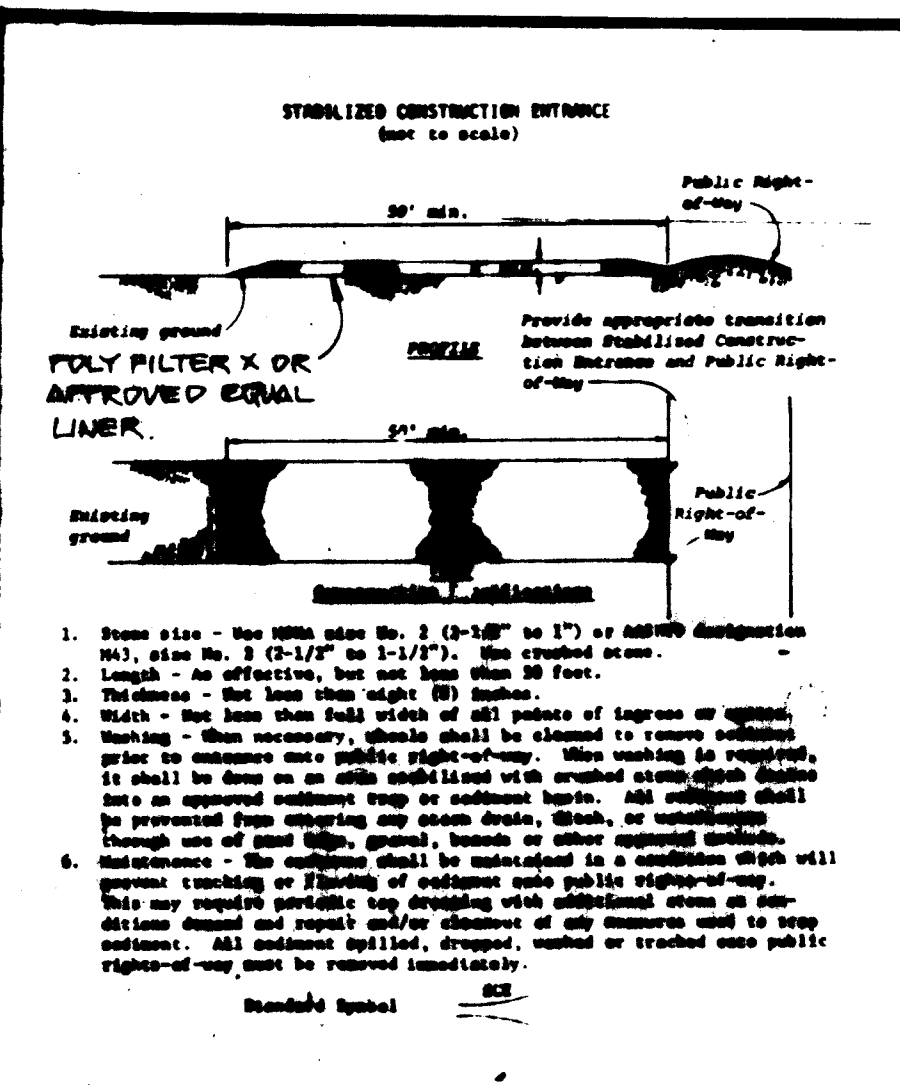 STABILIZED CONSTRUCTION ENTRANCE
(not to scale)
Public Right-
of-Way
50' min.
Existing ground
POLY FILTER X OR
APPROVED EQUAL
LINER.
PROFILE
Provide appropriate transition
between Stabilized Construc-
tion Entrance and Public Right-
of-Way
50' min.
Existing
ground
Public
Right-of-
Way
1. Stone size - Use size No. 2 (2-1/2" to 1") or designation
M43, size No. 2 (2-1/2" to 1-1/2"). Use crushed stone.
2. Length - As effective, but not less than feet.
3. Thickness - Not less than eight (8) inches.
4. Width - Not less than full width of all points of ingress or
5. Washing - When necessary, wheels shall be cleaned to remove sediment
prior to entrance onto public right-of-way. When washing is required,
it shall be done on an area stabilized with crushed stone which drains
into an approved sediment trap or sediment basin. All sediment shall
be prevented from entering any storm drain, ditch, or watercourse
through use of sand bags, gravel, boards or other approved methods.
6. Maintenance - The entrance shall be maintained in a condition which will
prevent tracking or flowing of sediment onto public rights-of-way.
This may require periodic top dressing with additional stone as con-
ditions demand and repair and/or cleanout of any measures used to trap
sediment. All sediment spilled, dropped, washed or tracked onto public
rights-of-way must be removed immediately.
Standard Symbol
SCE